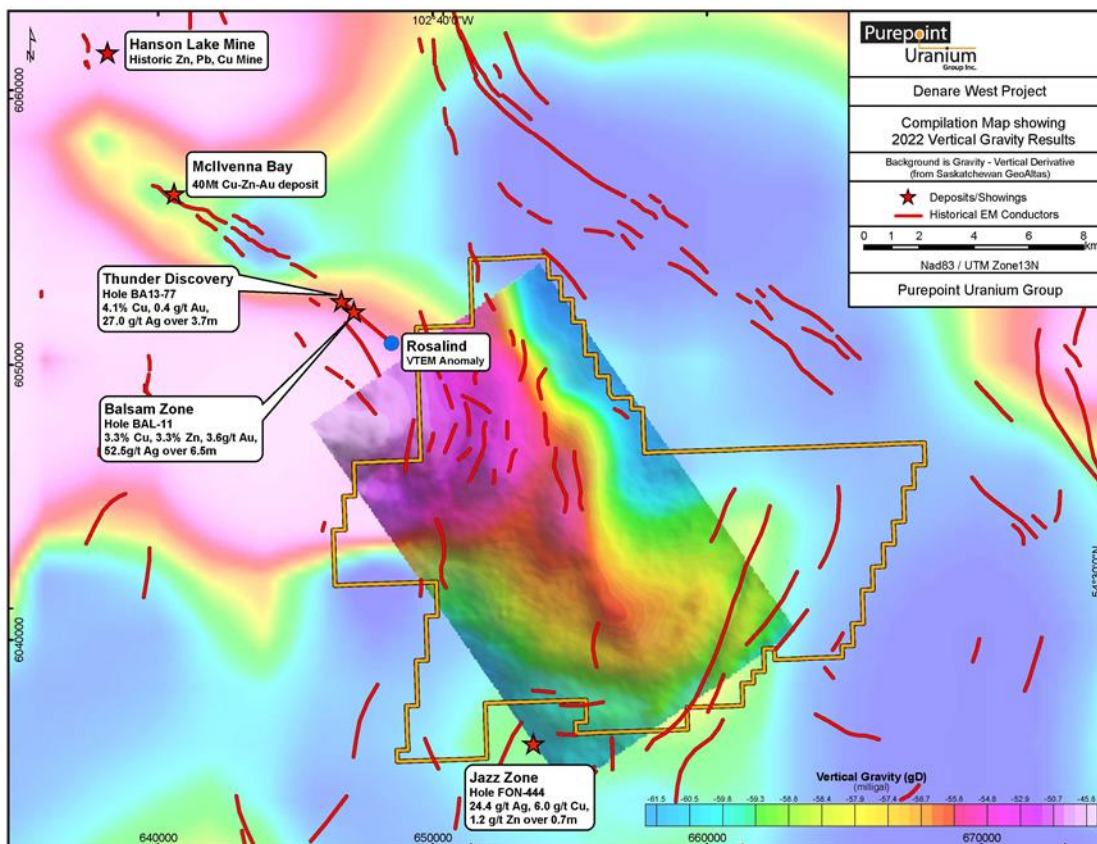 102°40'0"W
N
Hanson Lake Mine
Historic Zn, Pb, Cu Mine
McIlvenna Bay
40Mt Cu-Zn-Au deposit
Thunder Discovery
Hole BA13-77
4.1% Cu, 0.4 g/t Au,
27.0 g/t Ag over 3.7m
Rosalind
VTEM Anomaly
Balsam Zone
Hole BAL-11
3.3% Cu, 3.3% Zn, 3.6g/t Au,
52.5g/t Ag over 6.5m
Jazz Zone
Hole FON-444
24.4 g/t Ag, 6.0 g/t Cu,
1.2 g/t Zn over 0.7m
Purepoint
Uranium
Group Inc.
Denare West Project
Compilation Map showing
2022 Vertical Gravity Results
Background is Gravity - Vertical Derivative
(from Saskatchewan GeoAltas)
Deposits/Showings
Historical EM Conductors
0 2 4 6 8
km
Nad83 / UTM Zone13N
Purepoint Uranium Group
6060000
6050000
6040000
54°30'0"N
Vertical Gravity (gD)
(milligal)
-61.5 -60.5 -59.8 -59.3 -58.8 -58.4 -57.9 -57.4 -56.8 -55.8 -54.8 -52.9 -50.7 -45.8
640000 650000 660000 670000